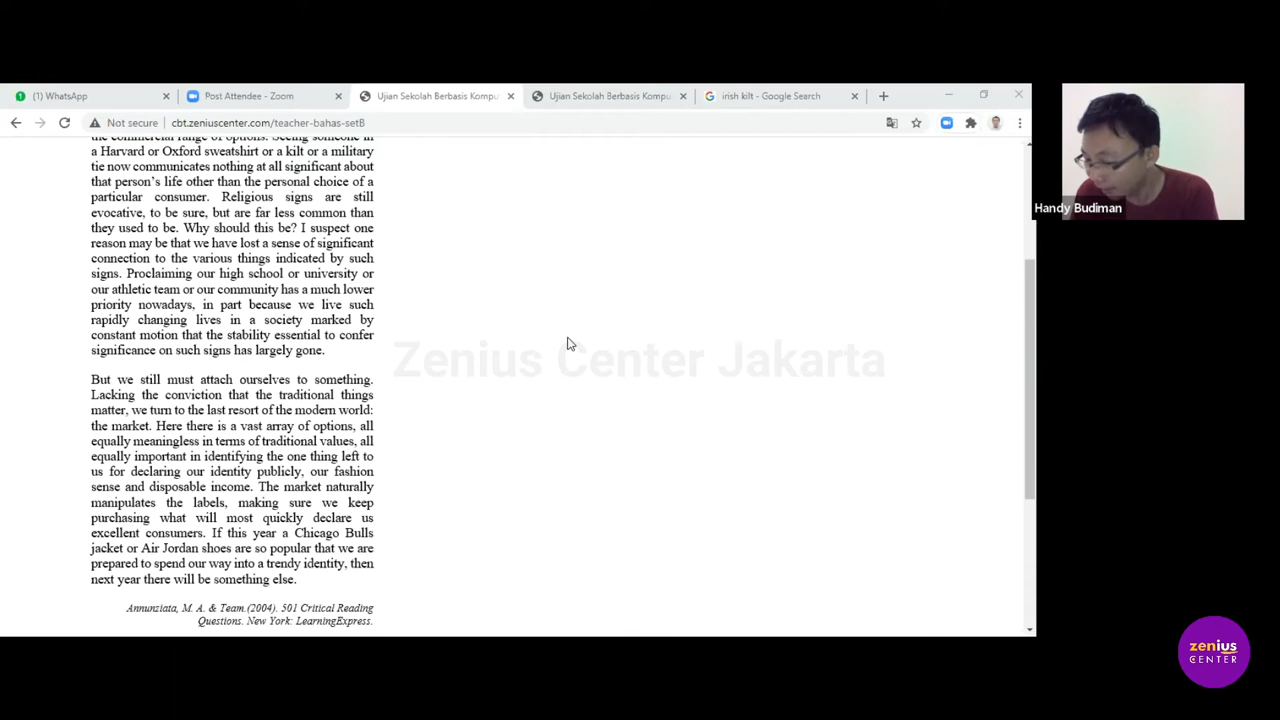 (1) WhatsApp
Post Attendee - Zoom
Ujian Sekolah Berbasis Kompu
Ujian Sekolah Berbasis Kompu
irish kilt - Google Search
Not secure
cbt.zeniuscenter.com/teacher-bahas-setB
the commercial range of options. Seeing someone in
a Harvard or Oxford sweatshirt or a kilt or a military
tie now communicates nothing at all significant about
that person's life other than the personal choice of a
particular consumer. Religious signs are still
evocative, to be sure, but are far less common than
they used to be. Why should this be? I suspect one
reason may be that we have lost a sense of significant
connection to the various things indicated by such
signs. Proclaiming our high school or university or
our athletic team or our community has a much lower
priority nowadays, in part because we live such
rapidly changing lives in a society marked by
constant motion that the stability essential to confer
significance on such signs has largely gone.
But we still must attach ourselves to something.
Lacking the conviction that the traditional things
matter, we turn to the last resort of the modern world:
the market. Here there is a vast array of options, all
equally meaningless in terms of traditional values, all
equally important in identifying the one thing left to
us for declaring our identity publicly, our fashion
sense and disposable income. The market naturally
manipulates the labels, making sure we keep
purchasing what will most quickly declare us
excellent consumers. If this year a Chicago Bulls
jacket or Air Jordan shoes are so popular that we are
prepared to spend our way into a trendy identity, then
next year there will be something else.
Annunziata, M. A. & Team.(2004). 501 Critical Reading
Questions. New York: LearningExpress.
Zenius Center Jakarta
Handy Budiman
zenius
CENTER